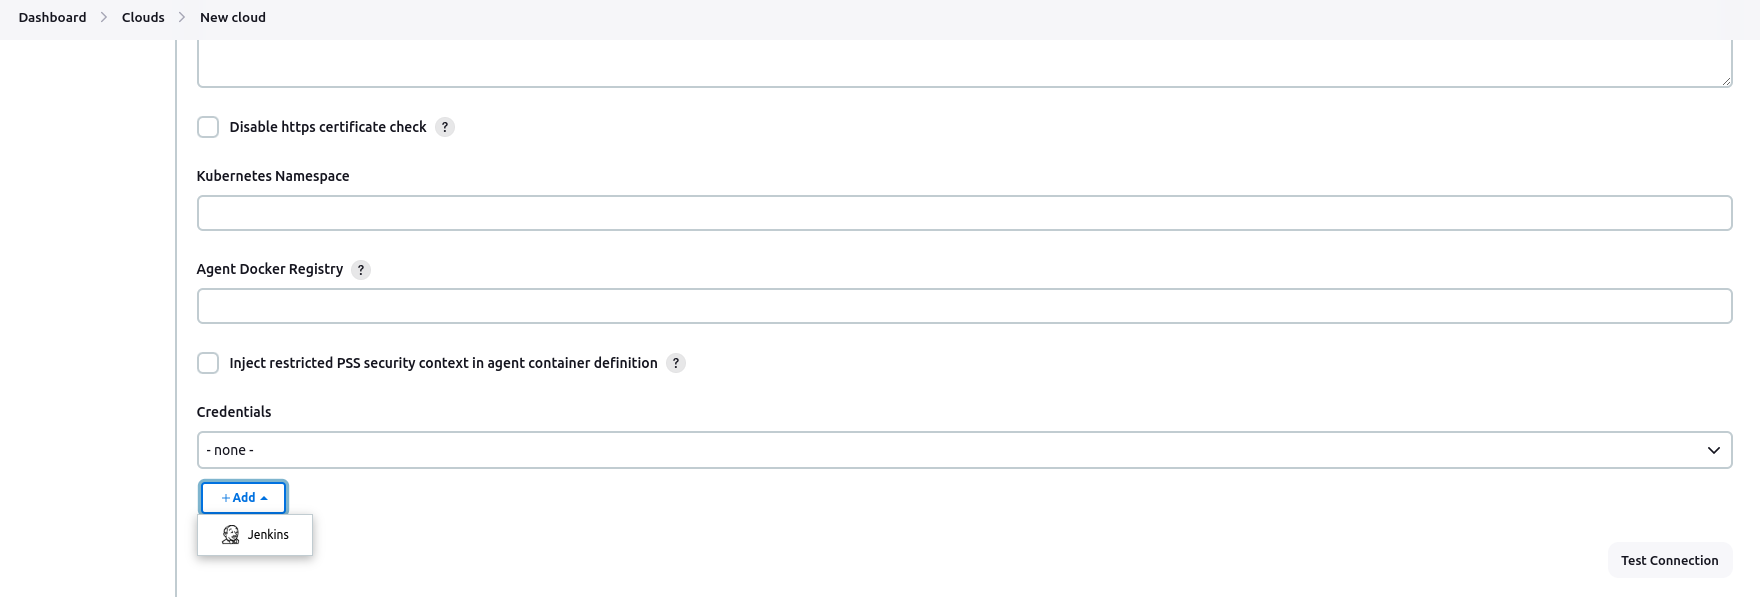 Dashboard > Clouds > New cloud
Disable https certificate check ?
Kubernetes Namespace
Agent Docker Registry ?
Inject restricted PSS security context in agent container definition ?
Credentials
- none -
+ Add
Jenkins
Test Connection